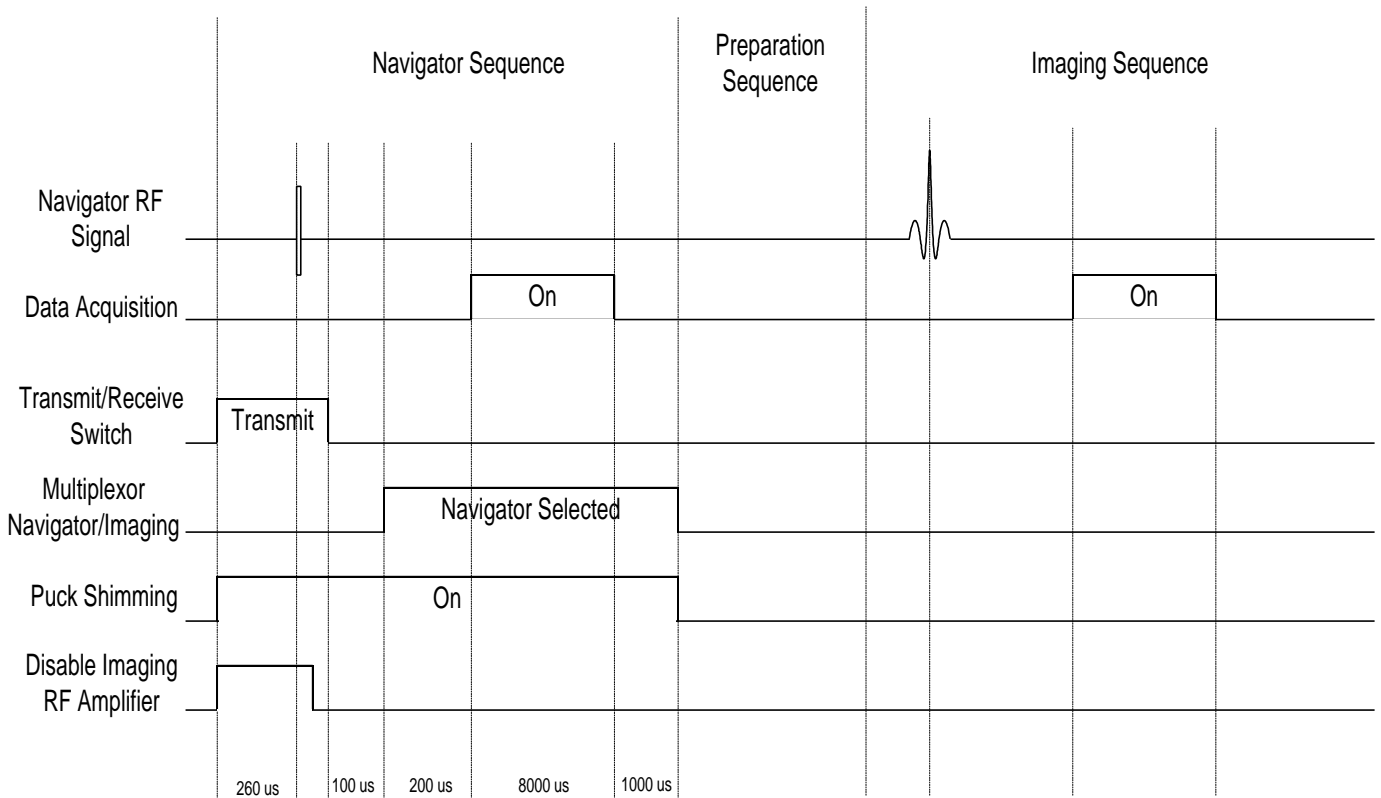 Navigator Sequence
Preparation
Sequence
Imaging Sequence
Navigator RF
Signal
Data Acquisition
On
On
Transmit/Receive
Switch
Transmit
Multiplexor
Navigator/Imaging
Navigator Selected
Puck Shimming
On
Disable Imaging
RF Amplifier
260 us
100 us
200 us
8000 us
1000 us